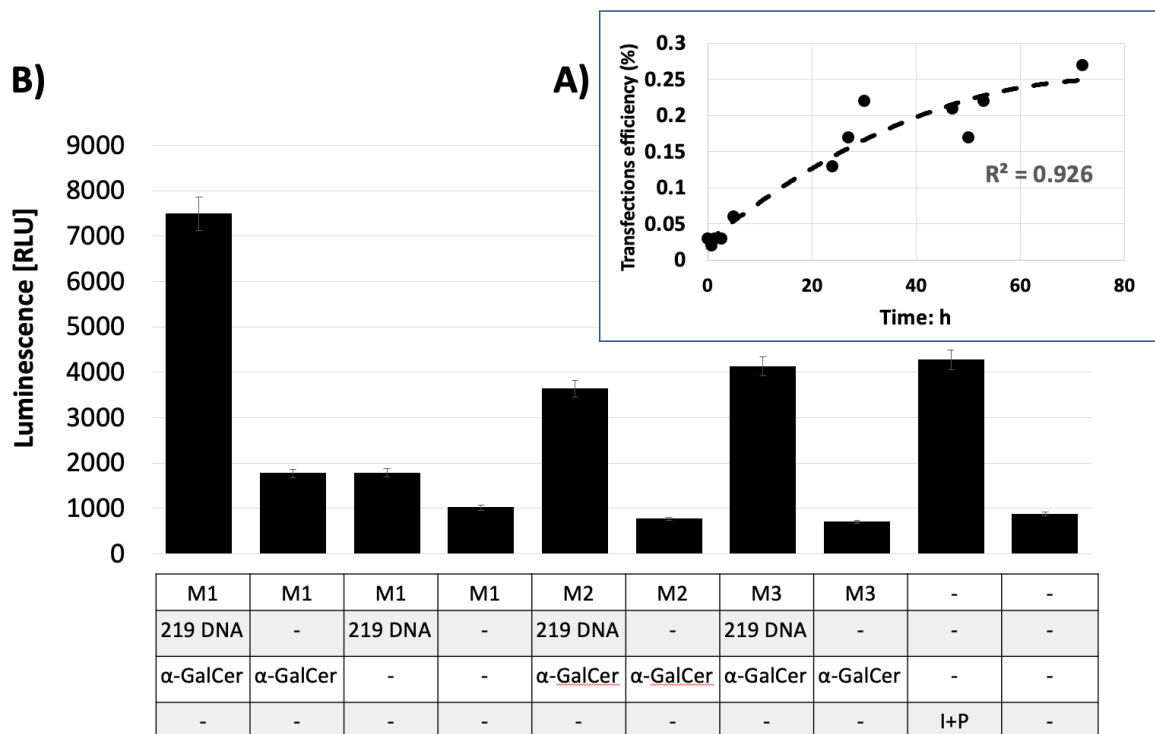 B)
A)
Transfections efficiency (%)
0.3
0.25
0.2
0.15
0.1
0.05
0
R² = 0.926
0 20 40 60 80
Time: h
Luminescence [RLU]
9000
8000
7000
6000
5000
4000
3000
2000
1000
0
M1 M1 M1 M1 M2 M2 M3 M3 - -
219 DNA - 219 DNA - 219 DNA - 219 DNA - - -
α-GalCer α-GalCer - - α-GalCer α-GalCer α-GalCer α-GalCer - -
- - - - - - - - I+P -